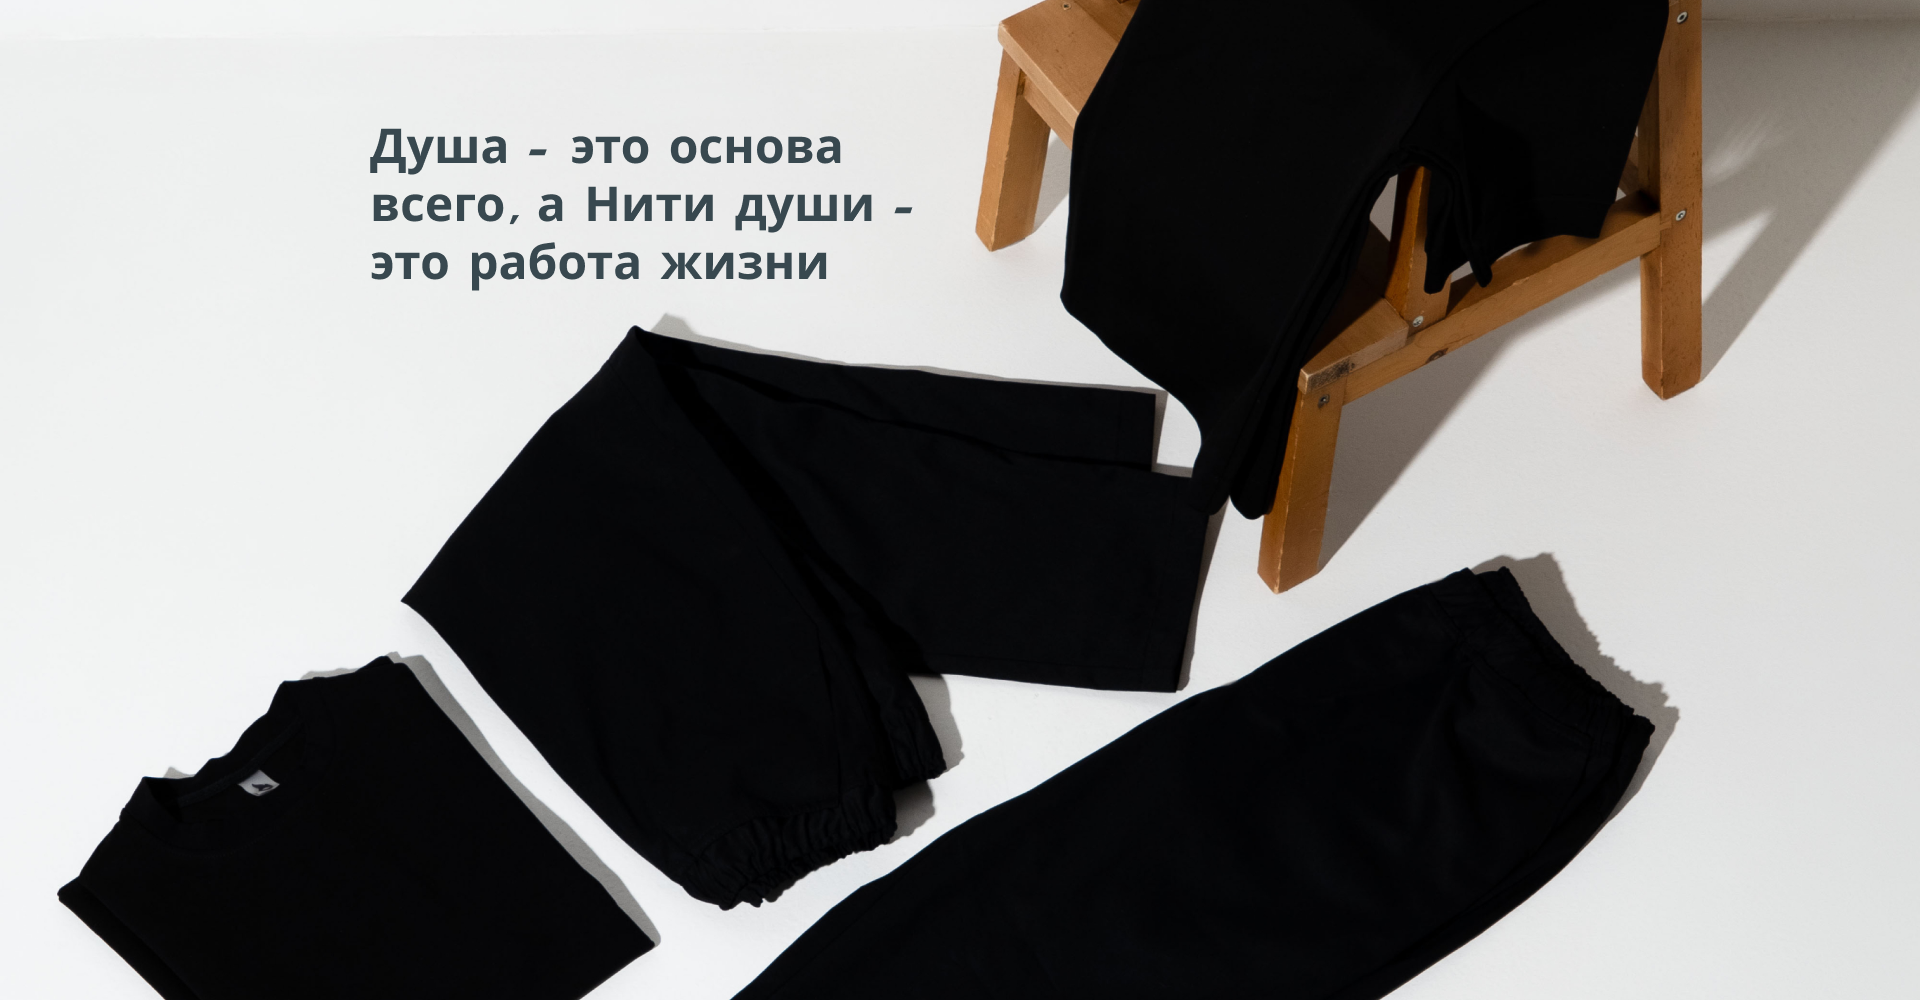 Душа - это основа
всего, а Нити души -
это работа жизни